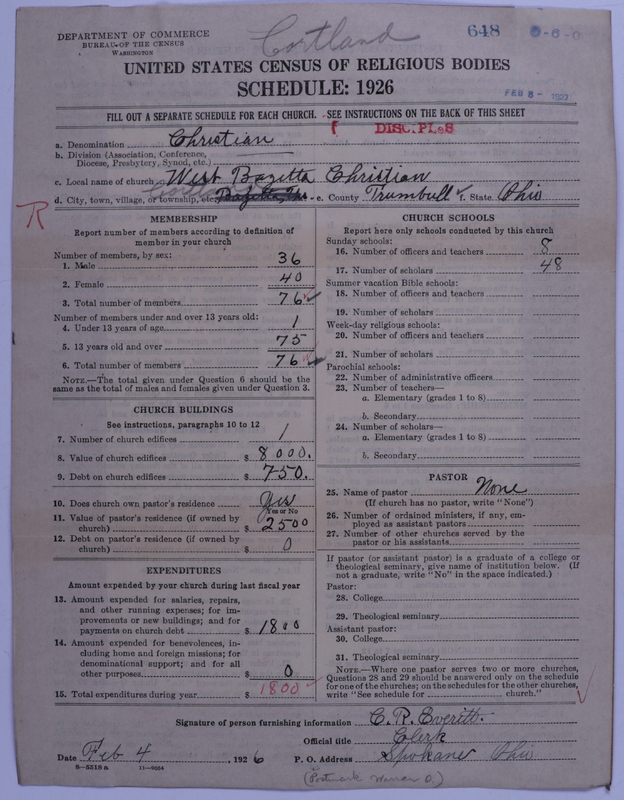 DEPARTMENT OF COMMERCE
BUREAU OF THE CENSUS
WASHINGTON
Cortland
648
UNITED STATES CENSUS OF RELIGIOUS BODIES
SCHEDULE: 1926
FEB 8 - 1927
FILL OUT A SEPARATE SCHEDULE FOR EACH CHURCH. SEE INSTRUCTIONS ON THE BACK OF THIS SHEET
DISC. PLES
a. Denomination Christian
b. Division (Association, Conference,
Diocese, Presbytery, Synod, etc.)
c. Local name of church West Bazetta Christian
d. City, town, village, or township, etc. Bazetta e. County Trumbull f. State Ohio
R
MEMBERSHIP
Report number of members according to definition of
member in your church
Number of members, by sex:
1. Male 36
2. Female 40
3. Total number of members 76
Number of members under and over 13 years old:
4. Under 13 years of age 1
5. 13 years old and over 75
6. Total number of members 76
NOTE.—The total given under Question 6 should be
same as the total of males and females given under Question 3.
CHURCH BUILDINGS
See instructions, paragraphs 10 to 12
7. Number of church edifices 1
8. Value of church edifices $ 8000.
9. Debt on church edifices $ 750.
10. Does church own pastor's residence Yes
Yes or No
11. Value of pastor's residence (if owned by
church) $ 2500
12. Debt on pastor's residence (if owned by
church) $ 0
EXPENDITURES
Amount expended by your church during last fiscal year
13. Amount expended for salaries, repairs,
and other running expenses; for im-
provements or new buildings; and for
payments on church debt $ 1800
14. Amount expended for benevolences, in-
cluding home and foreign missions; for
denominational support; and for all
other purposes $ 0
15. Total expenditures during year $ 1800
CHURCH SCHOOLS
Report here only schools conducted by this church
Sunday schools:
16. Number of officers and teachers 8
17. Number of scholars 48
Summer vacation Bible schools:
18. Number of officers and teachers
19. Number of scholars
Week-day religious schools:
20. Number of officers and teachers
21. Number of scholars
Parochial schools:
22. Number of administrative officers
23. Number of teachers—
a. Elementary (grades 1 to 8)
b. Secondary
24. Number of scholars—
a. Elementary (grades 1 to 8)
b. Secondary
PASTOR
25. Name of pastor None
(If church has no pastor, write "None")
26. Number of ordained ministers, if any, em-
ployed as assistant pastors
27. Number of other churches served by the
pastor or his assistants
If pastor (or assistant pastor) is a graduate of a college or
theological seminary, give name of institution below. (If
not a graduate, write "No" in the space indicated.)
Pastor:
28. College
29. Theological seminary
Assistant pastor:
30. College
31. Theological seminary
NOTE.—Where one pastor serves two or more churches,
Questions 28 and 29 should be answered only on the schedule
for one of the churches; on the schedules for the other churches,
write "See schedule for church."
Signature of person furnishing information C. R. Everitt
Official title Clerk
Date Feb 4, 1926 P. O. Address Spokane Ohio
8—5218a 11—9054
(Postmark Warren O)